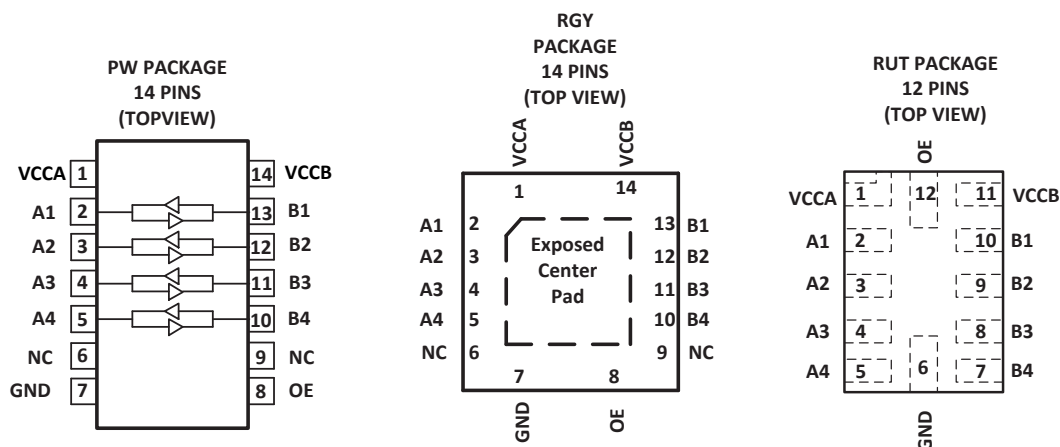 PW PACKAGE
14 PINS
(TOPVIEW)
VCCA 1 14 VCCB
A1 2 13 B1
A2 3 12 B2
A3 4 11 B3
A4 5 10 B4
NC 6 9 NC
GND 7 8 OE
RGY
PACKAGE
14 PINS
(TOP VIEW)
VCCA VCCB
1 14
A1 2 13 B1
A2 3 12 B2
A3 4 11 B3
A4 5 10 B4
NC 6 9 NC
Exposed
Center
Pad
7 8
GND OE
RUT PACKAGE
12 PINS
(TOP VIEW)
OE
VCCA 1 12 11 VCCB
A1 2 10 B1
A2 3 9 B2
A3 4 8 B3
A4 5 6 7 B4
GND